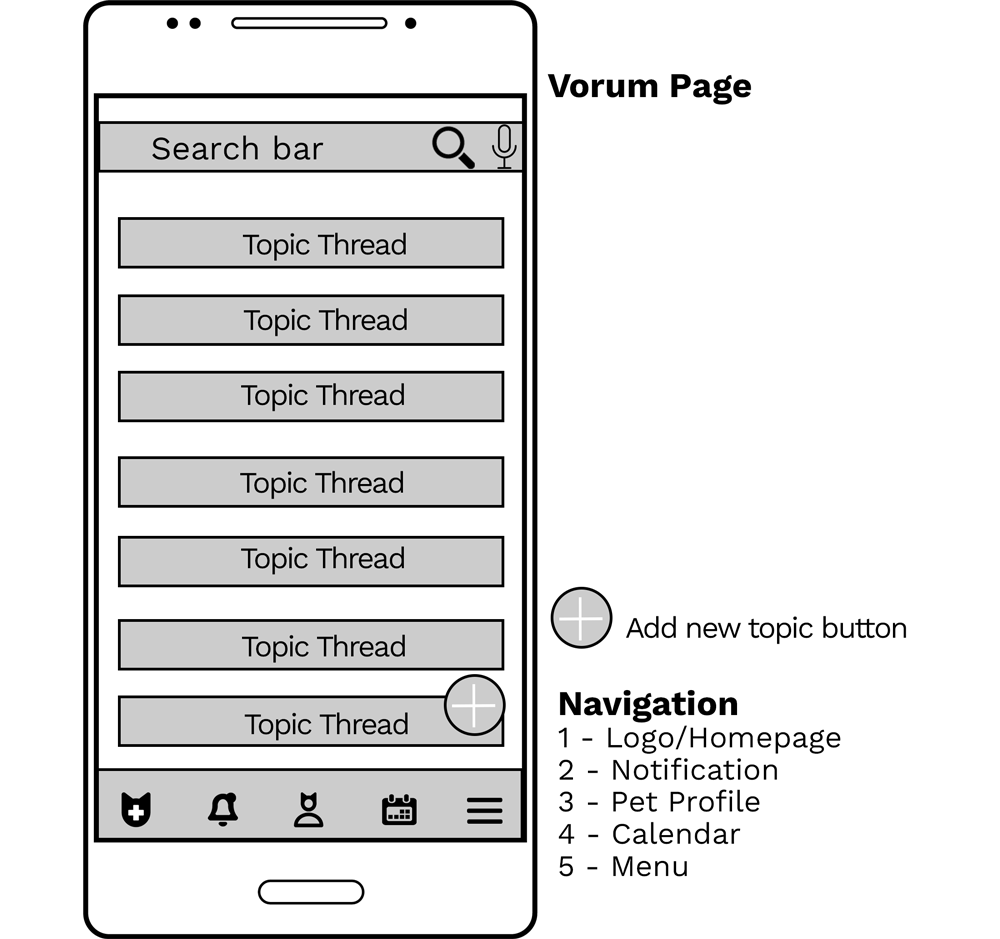 Vorum Page
Search bar
Topic Thread
Topic Thread
Topic Thread
Topic Thread
Topic Thread
Topic Thread
Topic Thread
Add new topic button
Navigation
1 - Logo/Homepage
2 - Notification
3 - Pet Profile
4 - Calendar
5 - Menu